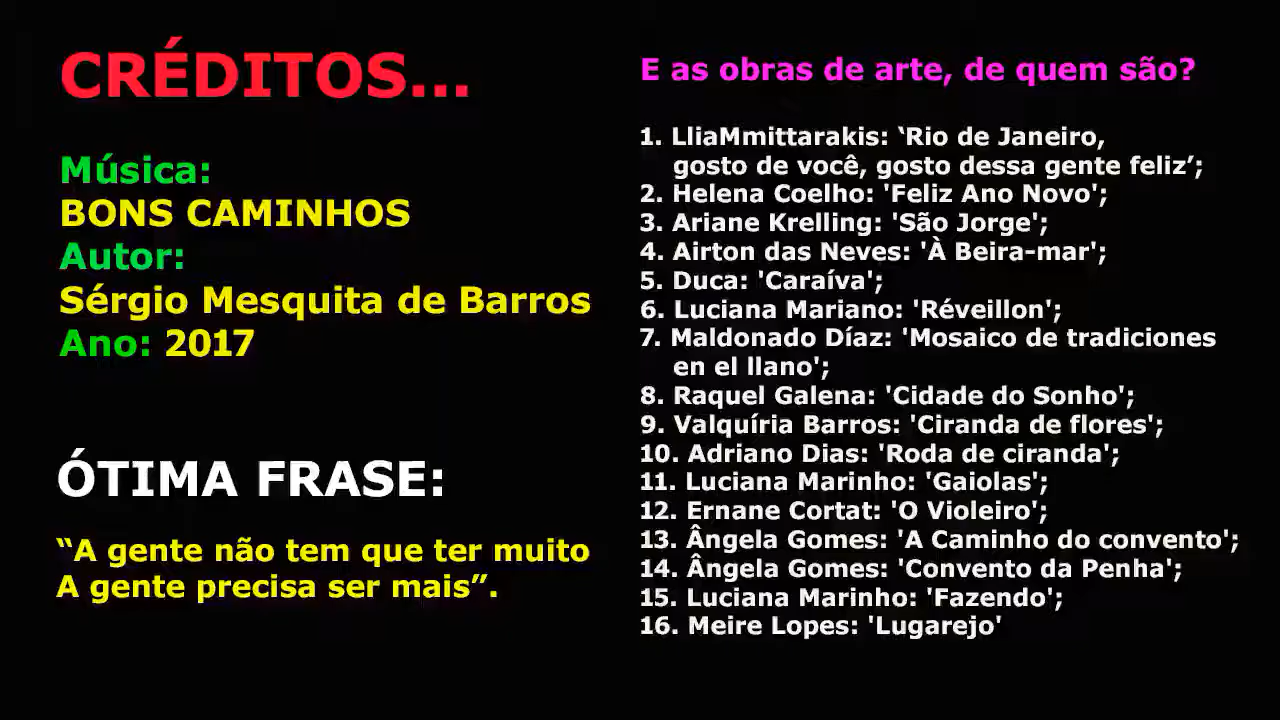 CRÉDITOS...
Música:
BONS CAMINHOS
Autor:
Sérgio Mesquita de Barros
Ano: 2017
ÓTIMA FRASE:
“A gente não tem que ter muito
A gente precisa ser mais”.
E as obras de arte, de quem são?
1. LliaMmittarakis: ‘Rio de Janeiro,
gosto de você, gosto dessa gente feliz’;
2. Helena Coelho: 'Feliz Ano Novo';
3. Ariane Krelling: 'São Jorge';
4. Airton das Neves: 'À Beira-mar';
5. Duca: 'Caraíva';
6. Luciana Mariano: 'Réveillon';
7. Maldonado Díaz: 'Mosaico de tradiciones
en el llano';
8. Raquel Galena: 'Cidade do Sonho';
9. Valquíria Barros: 'Ciranda de flores';
10. Adriano Dias: 'Roda de ciranda';
11. Luciana Marinho: 'Gaiolas';
12. Ernane Cortat: 'O Violeiro';
13. Ângela Gomes: 'A Caminho do convento';
14. Ângela Gomes: 'Convento da Penha';
15. Luciana Marinho: 'Fazendo';
16. Meire Lopes: 'Lugarejo'